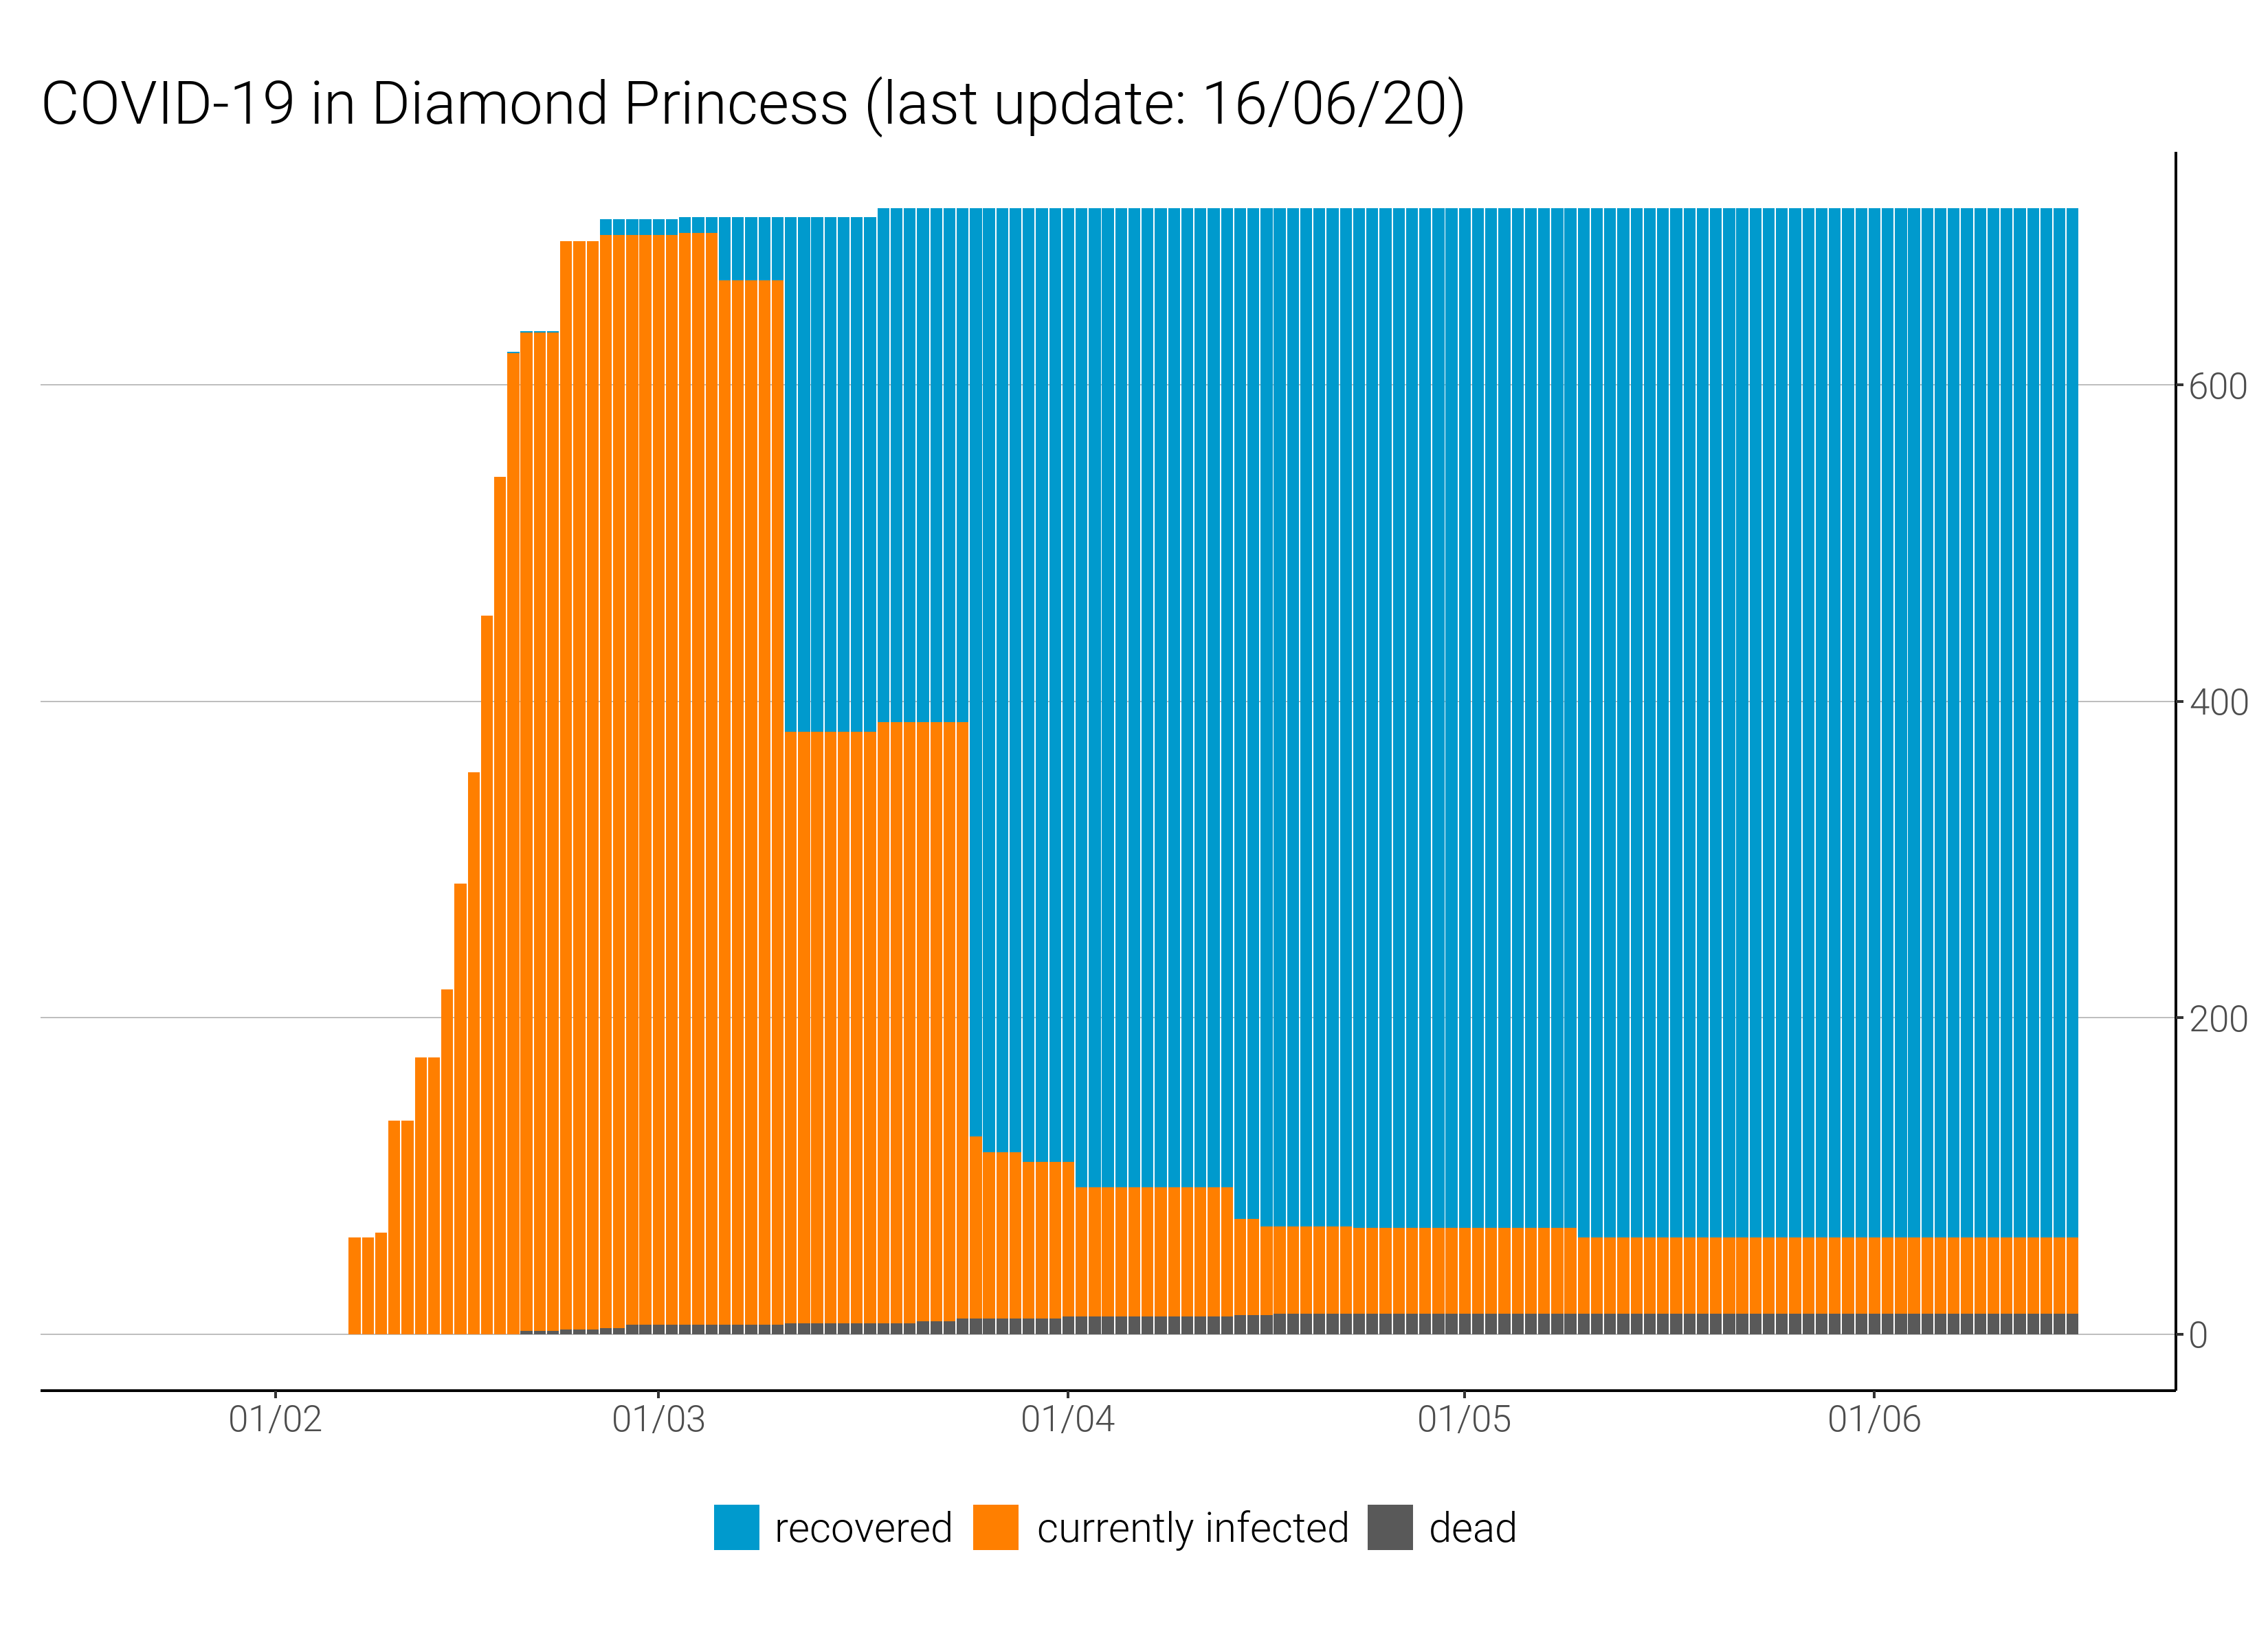 COVID-19 in Diamond Princess (last update: 16/06/20)
600
400
200
0
01/02 01/03 01/04 01/05 01/06
recovered currently infected dead